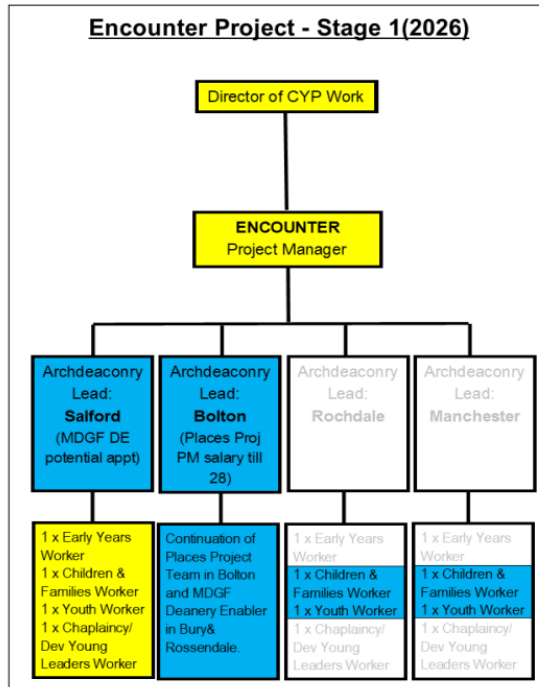 Encounter Project - Stage 1(2026)
Director of CYP Work
ENCOUNTER
Project Manager
Archdeaconry
Lead:
Salford
(MDGF DE
potential appt)
Archdeaconry
Lead:
Bolton
(Places Proj
PM salary till
28)
Archdeaconry
Lead:
Rochdale
Archdeaconry
Lead:
Manchester
1 x Early Years
Worker
1 x Children &
Families Worker
1 x Youth Worker
1 x Chaplaincy/
Dev Young
Leaders Worker
Continuation of
Places Project
Team in Bolton
and MDGF
Deanery Enabler
in Bury&
Rossendale.
1 x Early Years
Worker
1 x Children &
Families Worker
1 x Youth Worker
1 x Chaplaincy/
Dev Young
Leaders Worker
1 x Early Years
Worker
1 x Children &
Families Worker
1 x Youth Worker
1 x Chaplaincy/
Dev Young
Leaders Worker